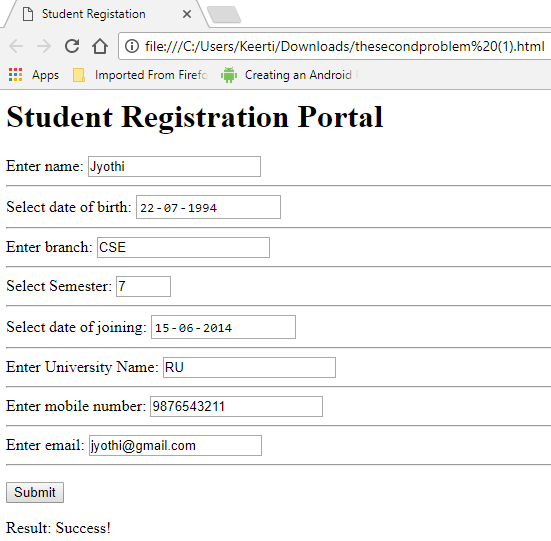 Student Registation
file:///C:/Users/Keerti/Downloads/thesecondproblem%20(1).html
Apps Imported From Firefo Creating an Android
Student Registration Portal
Enter name: Jyothi
Select date of birth: 22-07-1994
Enter branch: CSE
Select Semester: 7
Select date of joining: 15-06-2014
Enter University Name: RU
Enter mobile number: 9876543211
Enter email: jyothi@gmail.com
Submit
Result: Success!